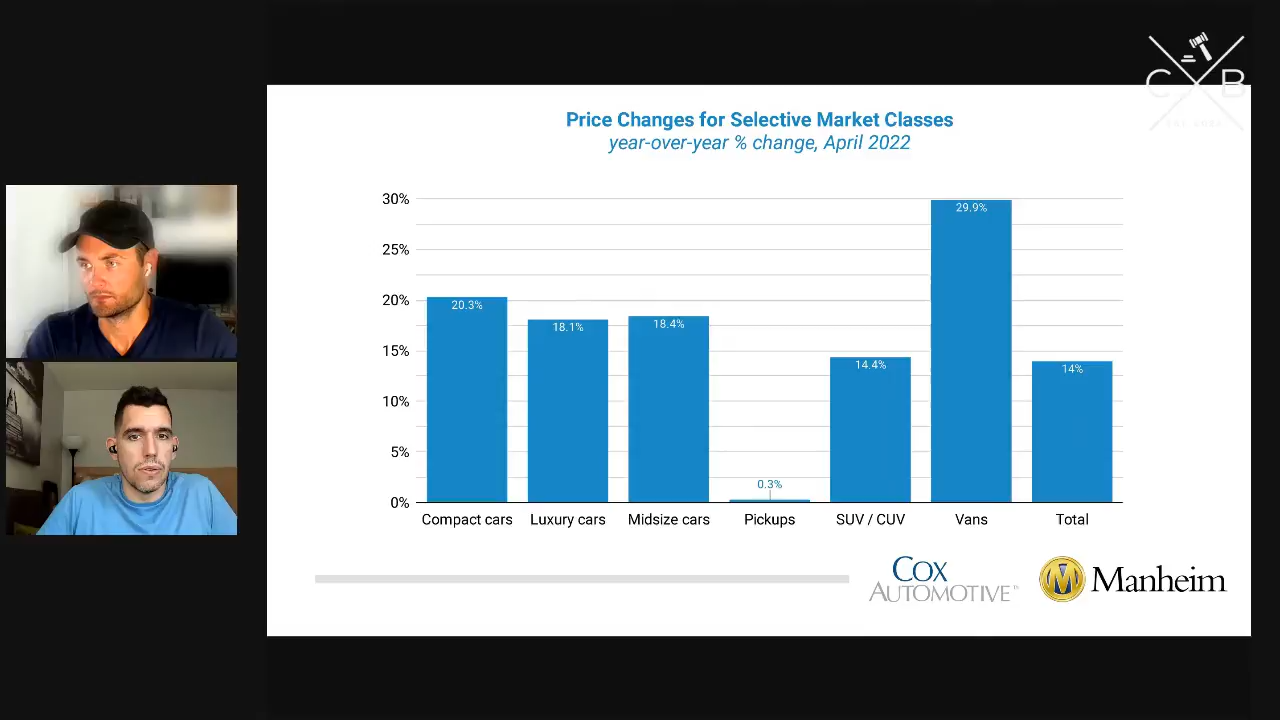 C B
Price Changes for Selective Market Classes
year-over-year % change, April 2022
30%
25%
20%
15%
10%
5%
0%
20.3%
18.1%
18.4%
0.3%
14.4%
29.9%
14%
Compact cars
Luxury cars
Midsize cars
Pickups
SUV / CUV
Vans
Total
COX
AUTOMOTIVE™
M Manheim